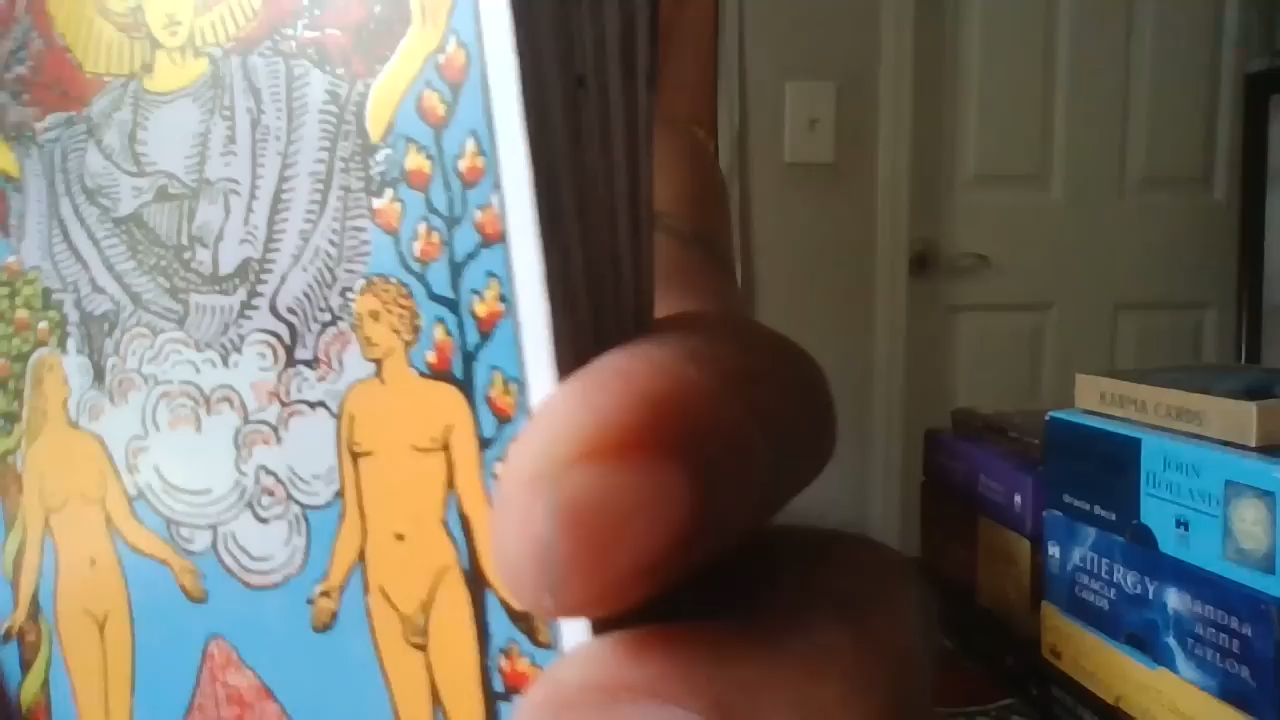 KARMA CARDS
JOHN
HOLLAND
Oracle Deck
ENERGY
ORACLE
CARDS
SANDRA
ANNE
TAYLOR